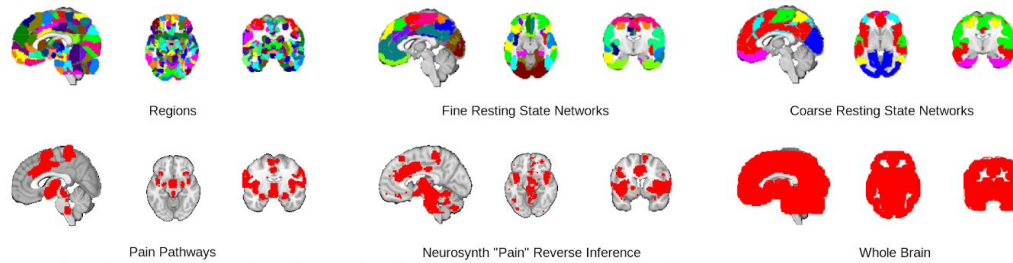 Regions
Fine Resting State Networks
Coarse Resting State Networks
Pain Pathways
Neurosynth "Pain" Reverse Inference
Whole Brain